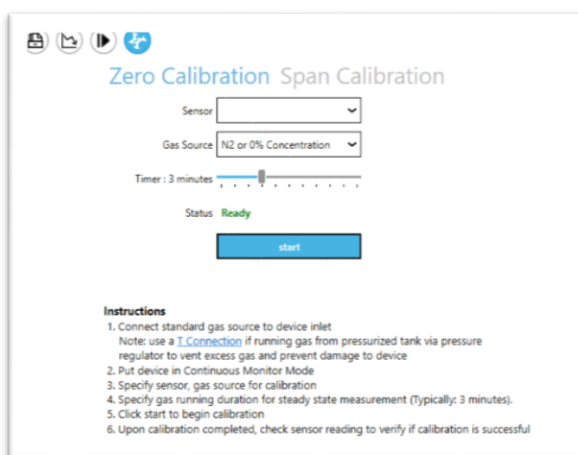 Zero Calibration Span Calibration
Sensor
Gas Source N2 or 0% Concentration
Timer : 3 minutes
Status Ready
start
Instructions
1. Connect standard gas source to device inlet
Note: use a T Connection if running gas from pressurized tank via pressure
regulator to vent excess gas and prevent damage to device
2. Put device in Continuous Monitor Mode
3. Specify sensor, gas source for calibration
4. Specify gas running duration for steady state measurement (Typically: 3 minutes).
5. Click start to begin calibration
6. Upon calibration completed, check sensor reading to verify if calibration is successful